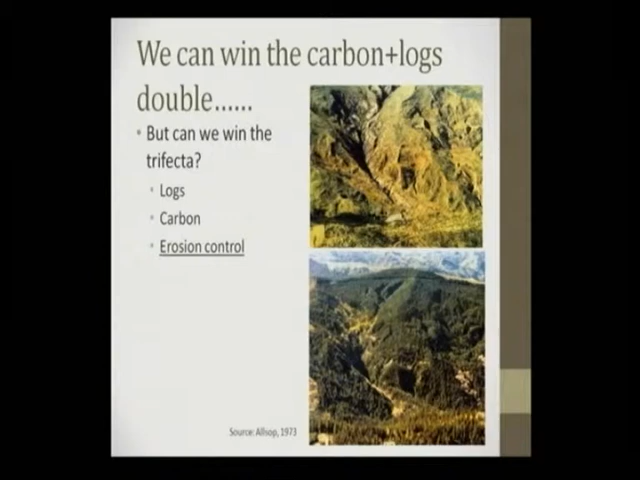 We can win the carbon+logs
double......
• But can we win the
trifecta?
• Logs
• Carbon
• Erosion control
Source: Allsop, 1973